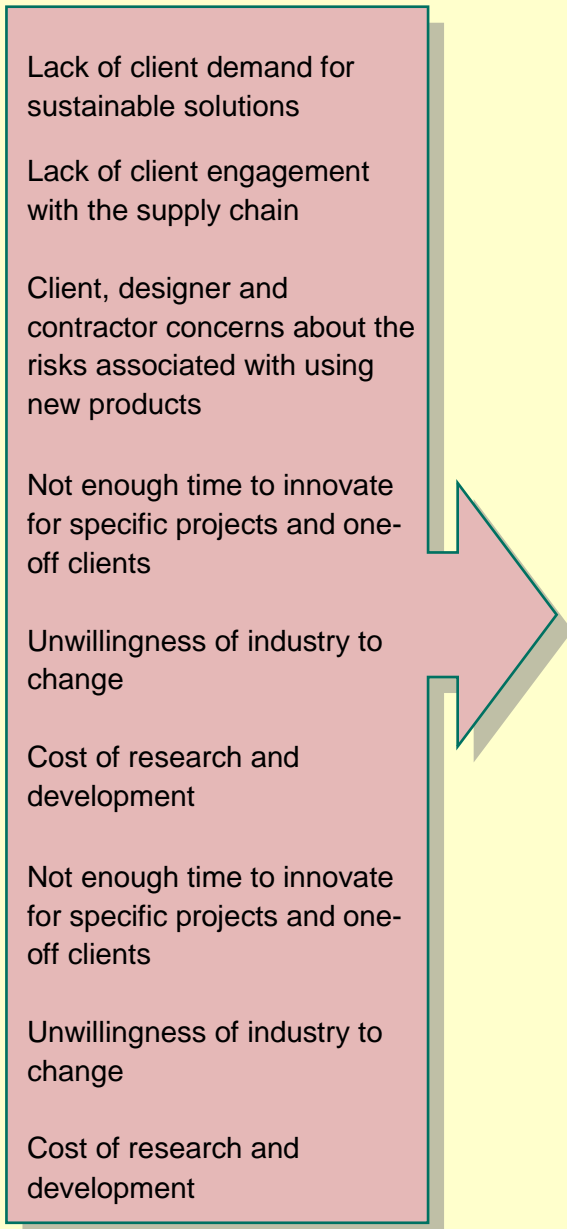 Lack of client demand for
sustainable solutions
Lack of client engagement
with the supply chain
Client, designer and
contractor concerns about the
risks associated with using
new products
Not enough time to innovate
for specific projects and one-
off clients
Unwillingness of industry to
change
Cost of research and
development
Not enough time to innovate
for specific projects and one-
off clients
Unwillingness of industry to
change
Cost of research and
development